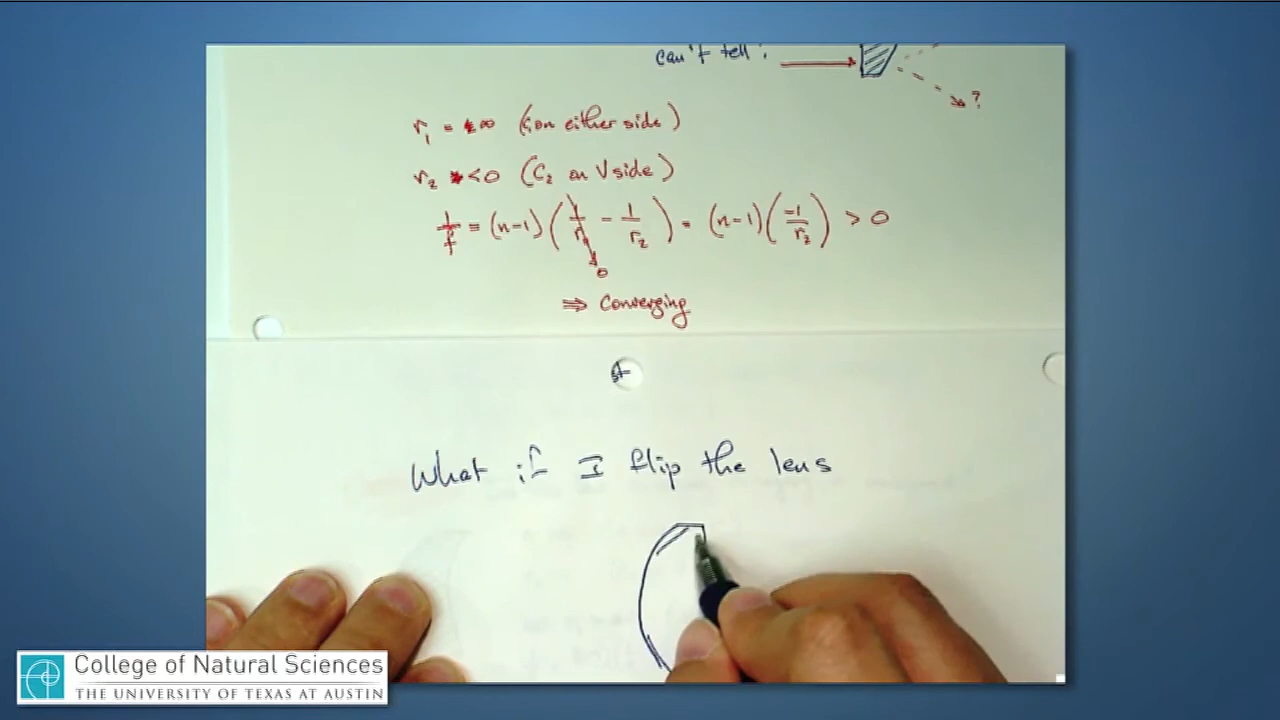 can't tell :
?
r₁ = ∞ (on either side)
r₂ < 0 (C₂ on V side)
1/f = (n-1) (1/r₁ - 1/r₂) = (n-1) (-1/r₂) > 0
0
⇒ Converging
What if I flip the lens
College of Natural Sciences
THE UNIVERSITY OF TEXAS AT AUSTIN